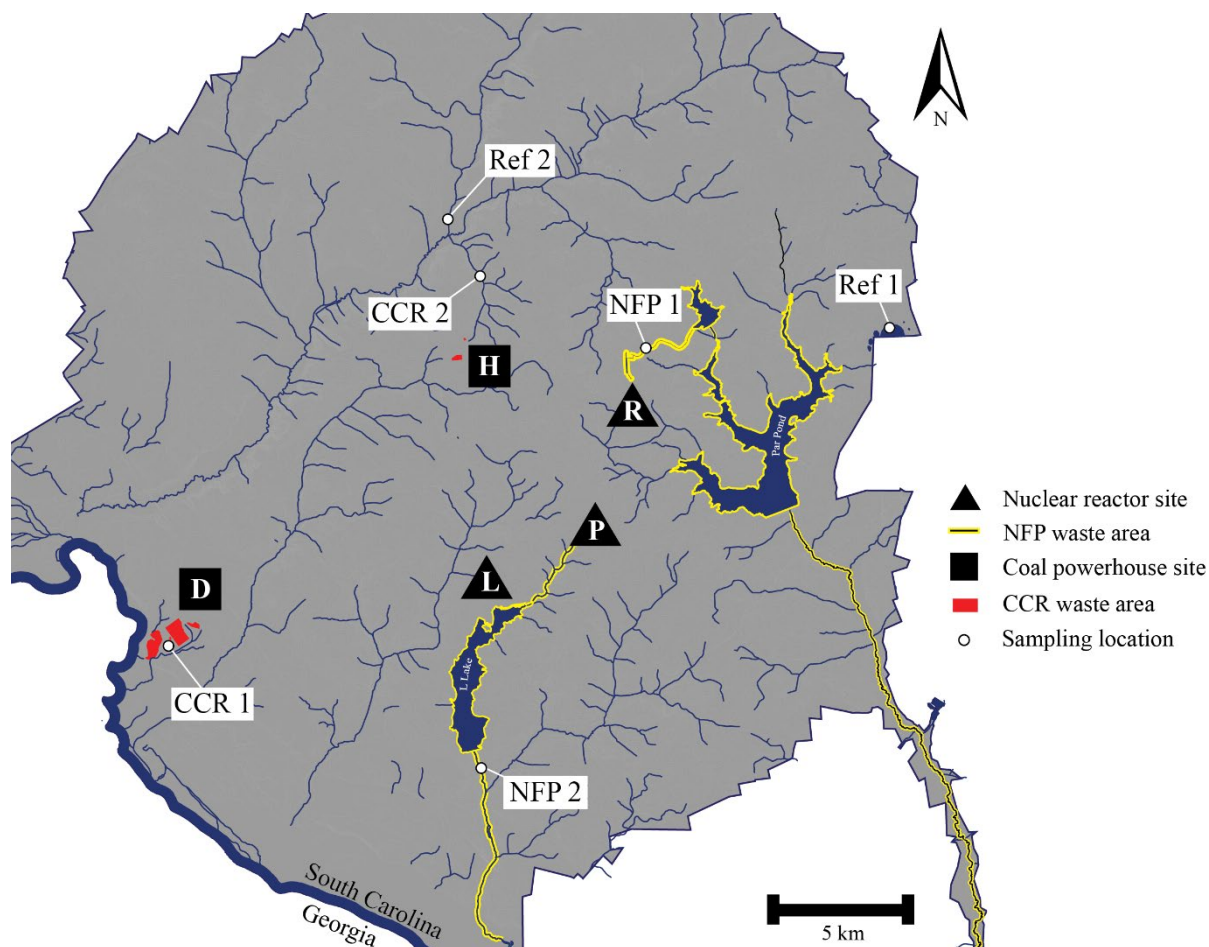 N
Ref 2
Ref 1
CCR 2
NFP 1
H
R
Par Pond
P
L
D
L Lake
CCR 1
NFP 2
South Carolina
Georgia
5 km
Nuclear reactor site
NFP waste area
Coal powerhouse site
CCR waste area
Sampling location